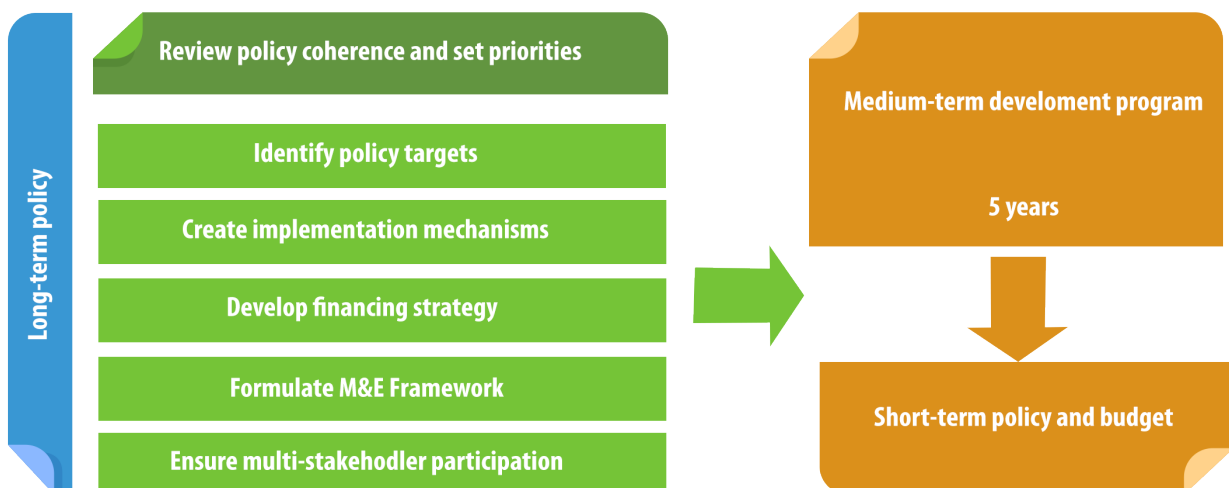 Long-term policy
Review policy coherence and set priorities
Identify policy targets
Create implementation mechanisms
Develop financing strategy
Formulate M&E Framework
Ensure multi-stakehodler participation
Medium-term develoment program
5 years
Short-term policy and budget